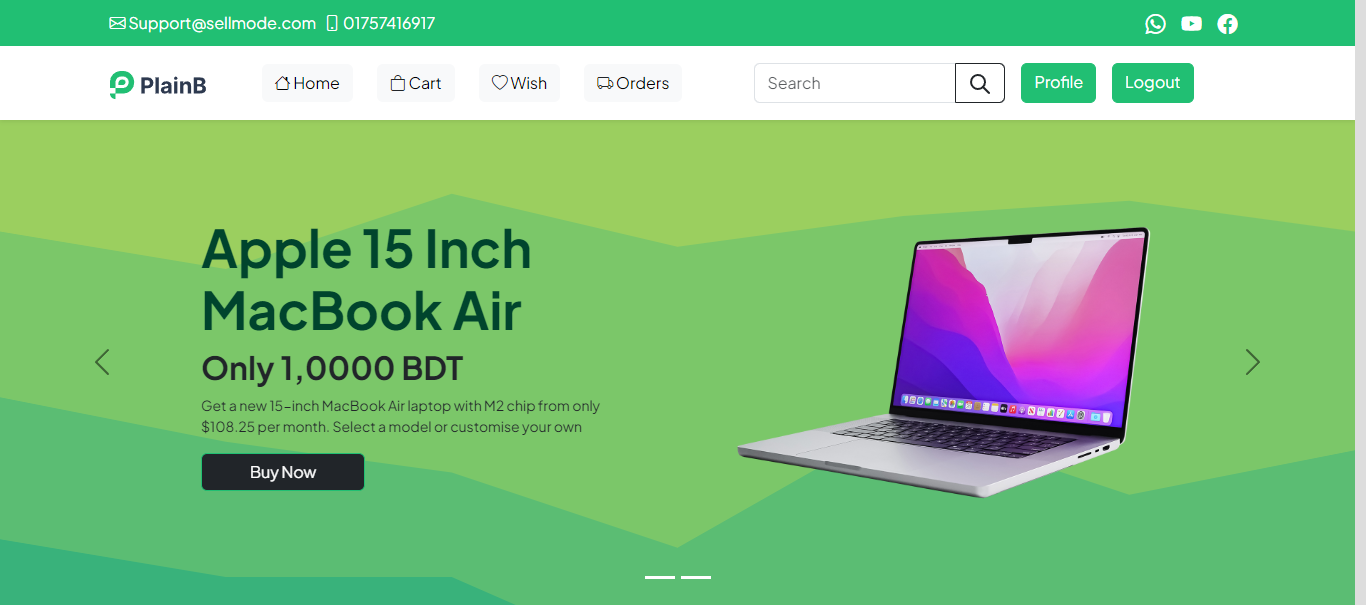 Support@sellmode.com 01757416917
PlainB Home Cart Wish Orders Search Profile Logout
Apple 15 Inch
MacBook Air
Only 1,0000 BDT
Get a new 15-inch MacBook Air laptop with M2 chip from only
$108.25 per month. Select a model or customise your own
Buy Now